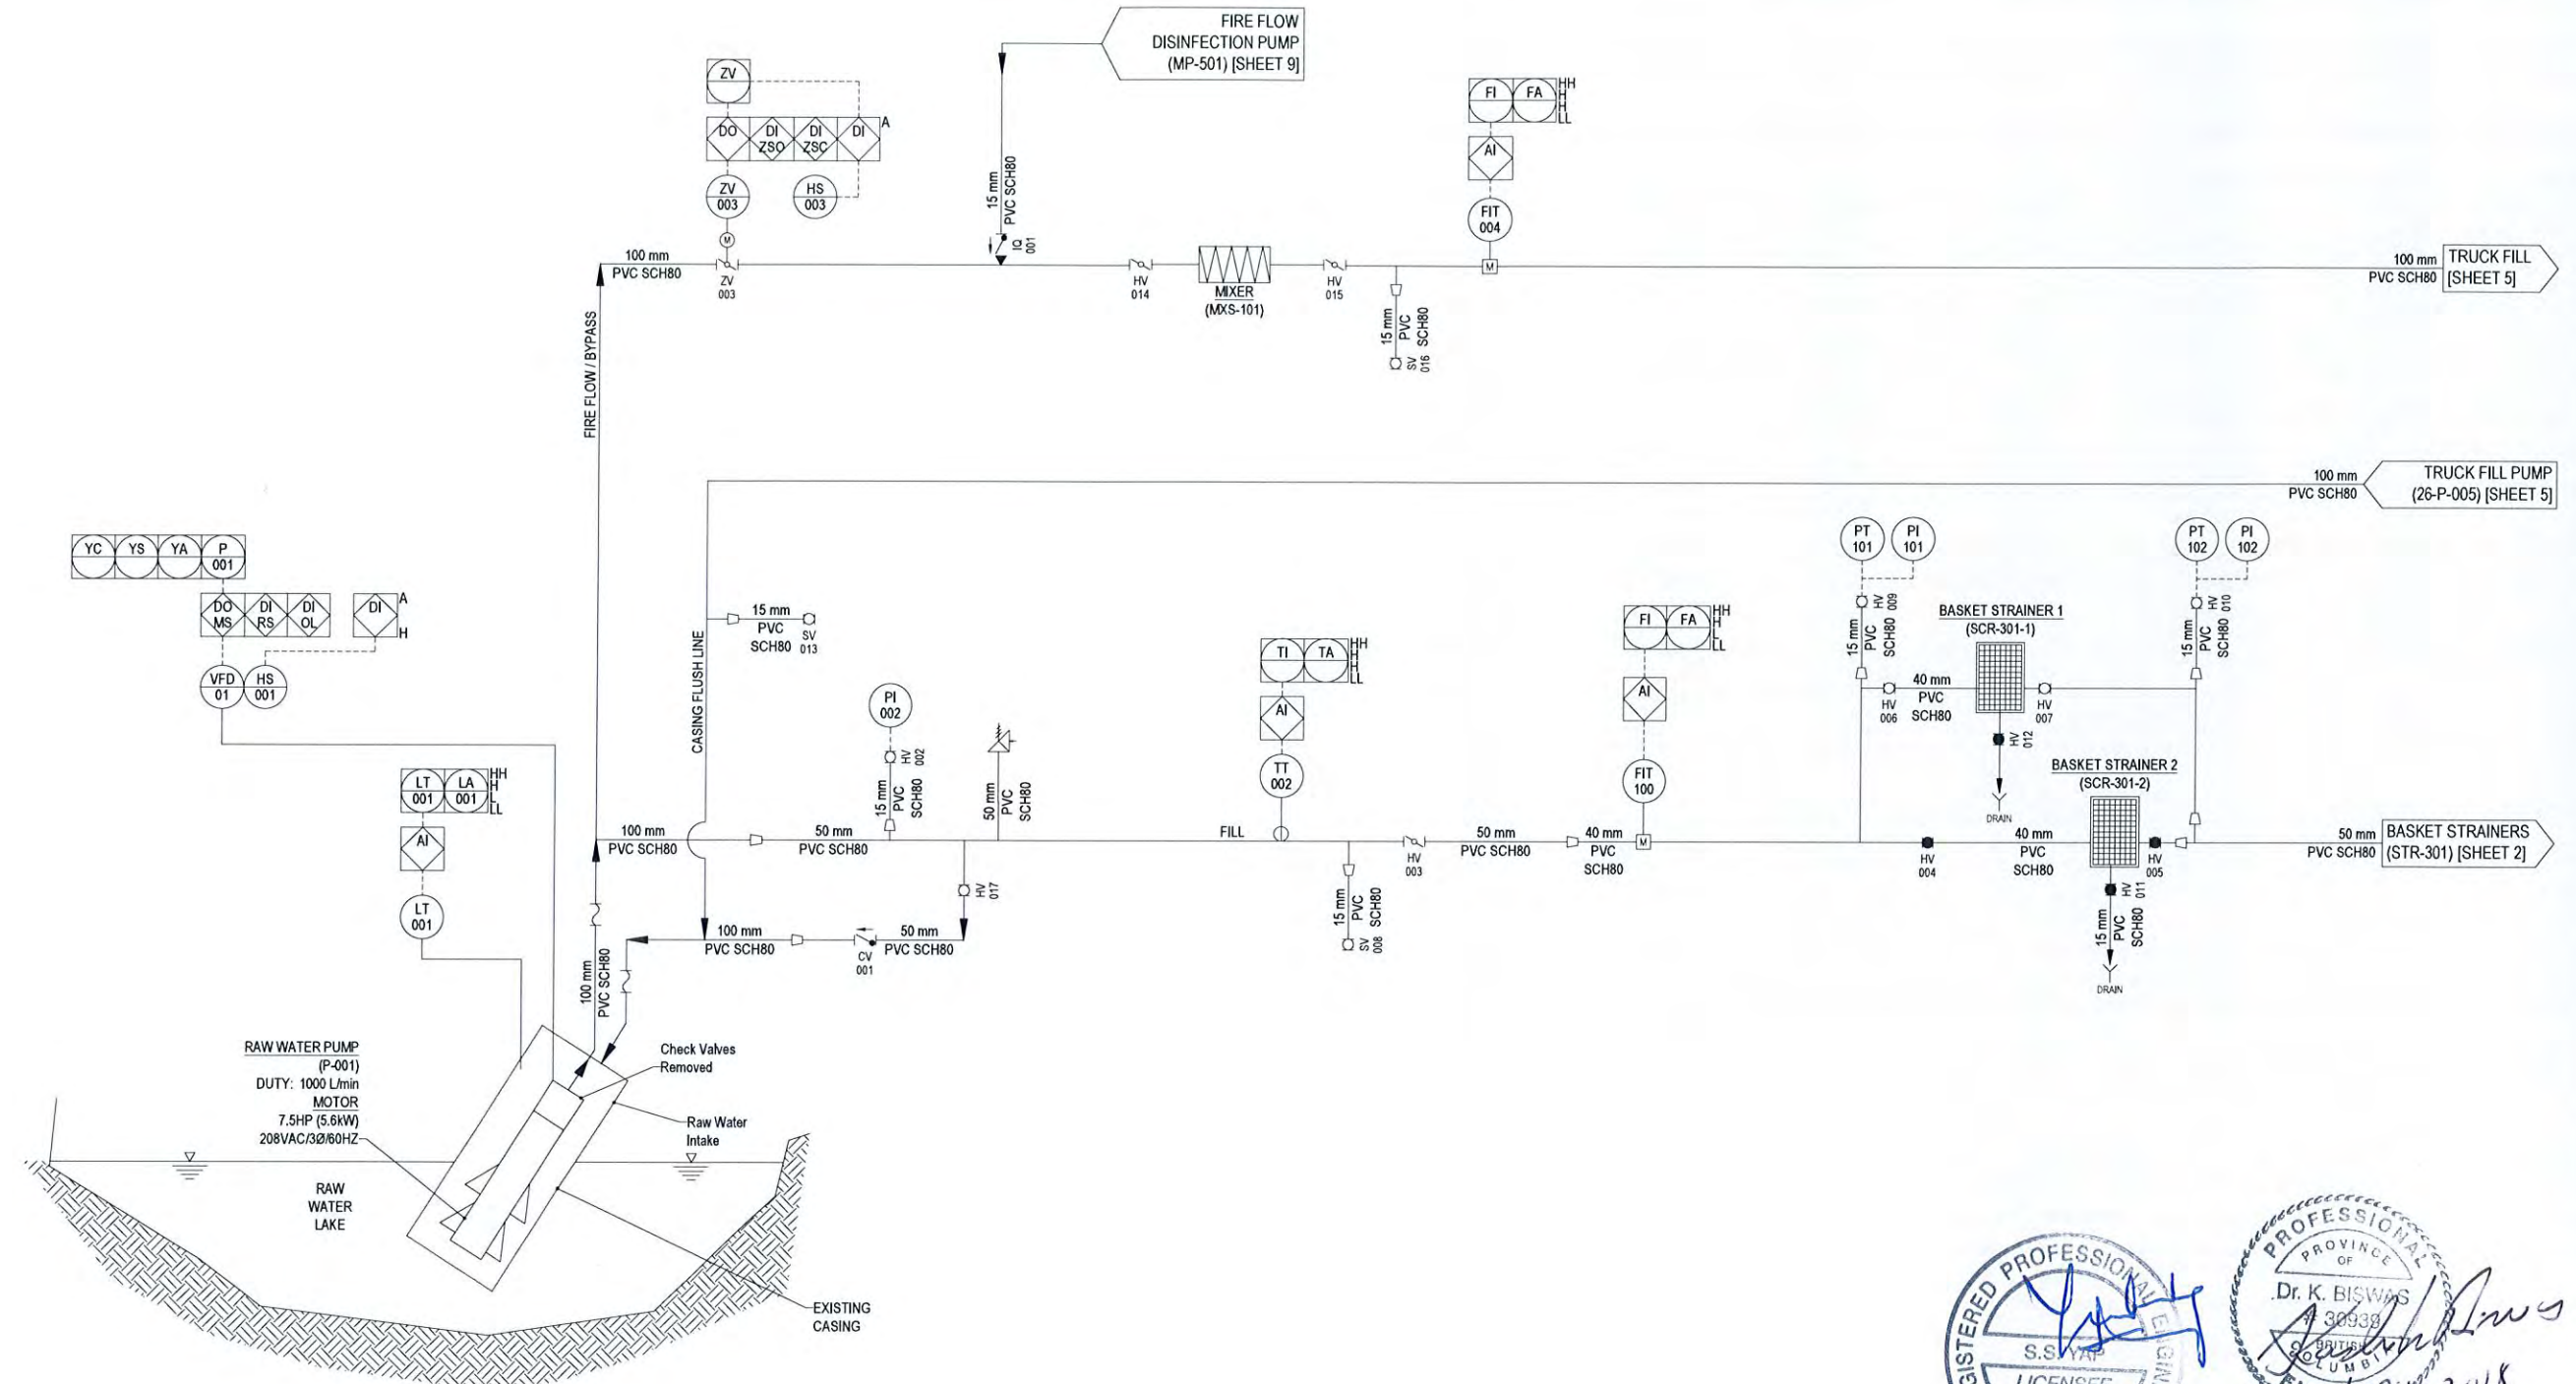 FIRE FLOW
DISINFECTION PUMP
(MP-501) [SHEET 9]
ZV
DO
DI
ZSO
DI
ZSC
DI
A
ZV
003
HS
003
M
ZV
003
100 mm
PVC SCH80
15 mm
PVC SCH80
IQ
001
HV
014
MIXER
(MXS-101)
HV
015
15 mm
PVC
SCH80
SV
016
FI
FA
HH
H
H
LL
AI
FIT
004
M
100 mm
PVC SCH80
TRUCK FILL
[SHEET 5]
FIRE FLOW / BYPASS
100 mm
PVC SCH80
TRUCK FILL PUMP
(26-P-005) [SHEET 5]
YC
YS
YA
P
001
DO
MS
DI
RS
DI
OL
DI
A
H
VFD
01
HS
001
LT
001
LA
001
HH
H
L
LL
AI
LT
001
CASING FLUSH LINE
15 mm
PVC
SCH80
SV
013
PI
002
HV
002
15 mm
PVC
SCH80
50 mm
PVC
SCH80
100 mm
PVC SCH80
50 mm
PVC SCH80
HV
017
100 mm
PVC SCH80
CV
001
50 mm
PVC SCH80
100 mm
PVC SCH80
TI
TA
HH
H
H
LL
AI
TT
002
FILL
15 mm
PVC
SCH80
SV
008
HV
003
50 mm
PVC SCH80
40 mm
PVC
SCH80
FI
FA
HH
H
L
LL
AI
FIT
100
M
PT
101
PI
101
HV
009
15 mm
PVC
SCH80
BASKET STRAINER 1
(SCR-301-1)
HV
006
40 mm
PVC
SCH80
HV
007
HV
012
DRAIN
PT
102
PI
102
HV
010
15 mm
PVC
SCH80
BASKET STRAINER 2
(SCR-301-2)
HV
004
40 mm
PVC
SCH80
HV
005
HV
011
15 mm
PVC
SCH80
DRAIN
50 mm
PVC SCH80
BASKET STRAINERS
(STR-301) [SHEET 2]
RAW WATER PUMP
(P-001)
DUTY: 1000 L/min
MOTOR
7.5HP (5.6kW)
208VAC/3Ø/60HZ
Check Valves
Removed
Raw Water
Intake
RAW
WATER
LAKE
EXISTING
CASING
PROFESSIONAL
S.S. YAP
LICENSEE
PROFESSIONAL
PROVINCE
OF
Dr. K. BISWAS
# 30939
BRITISH
COLUMBIA